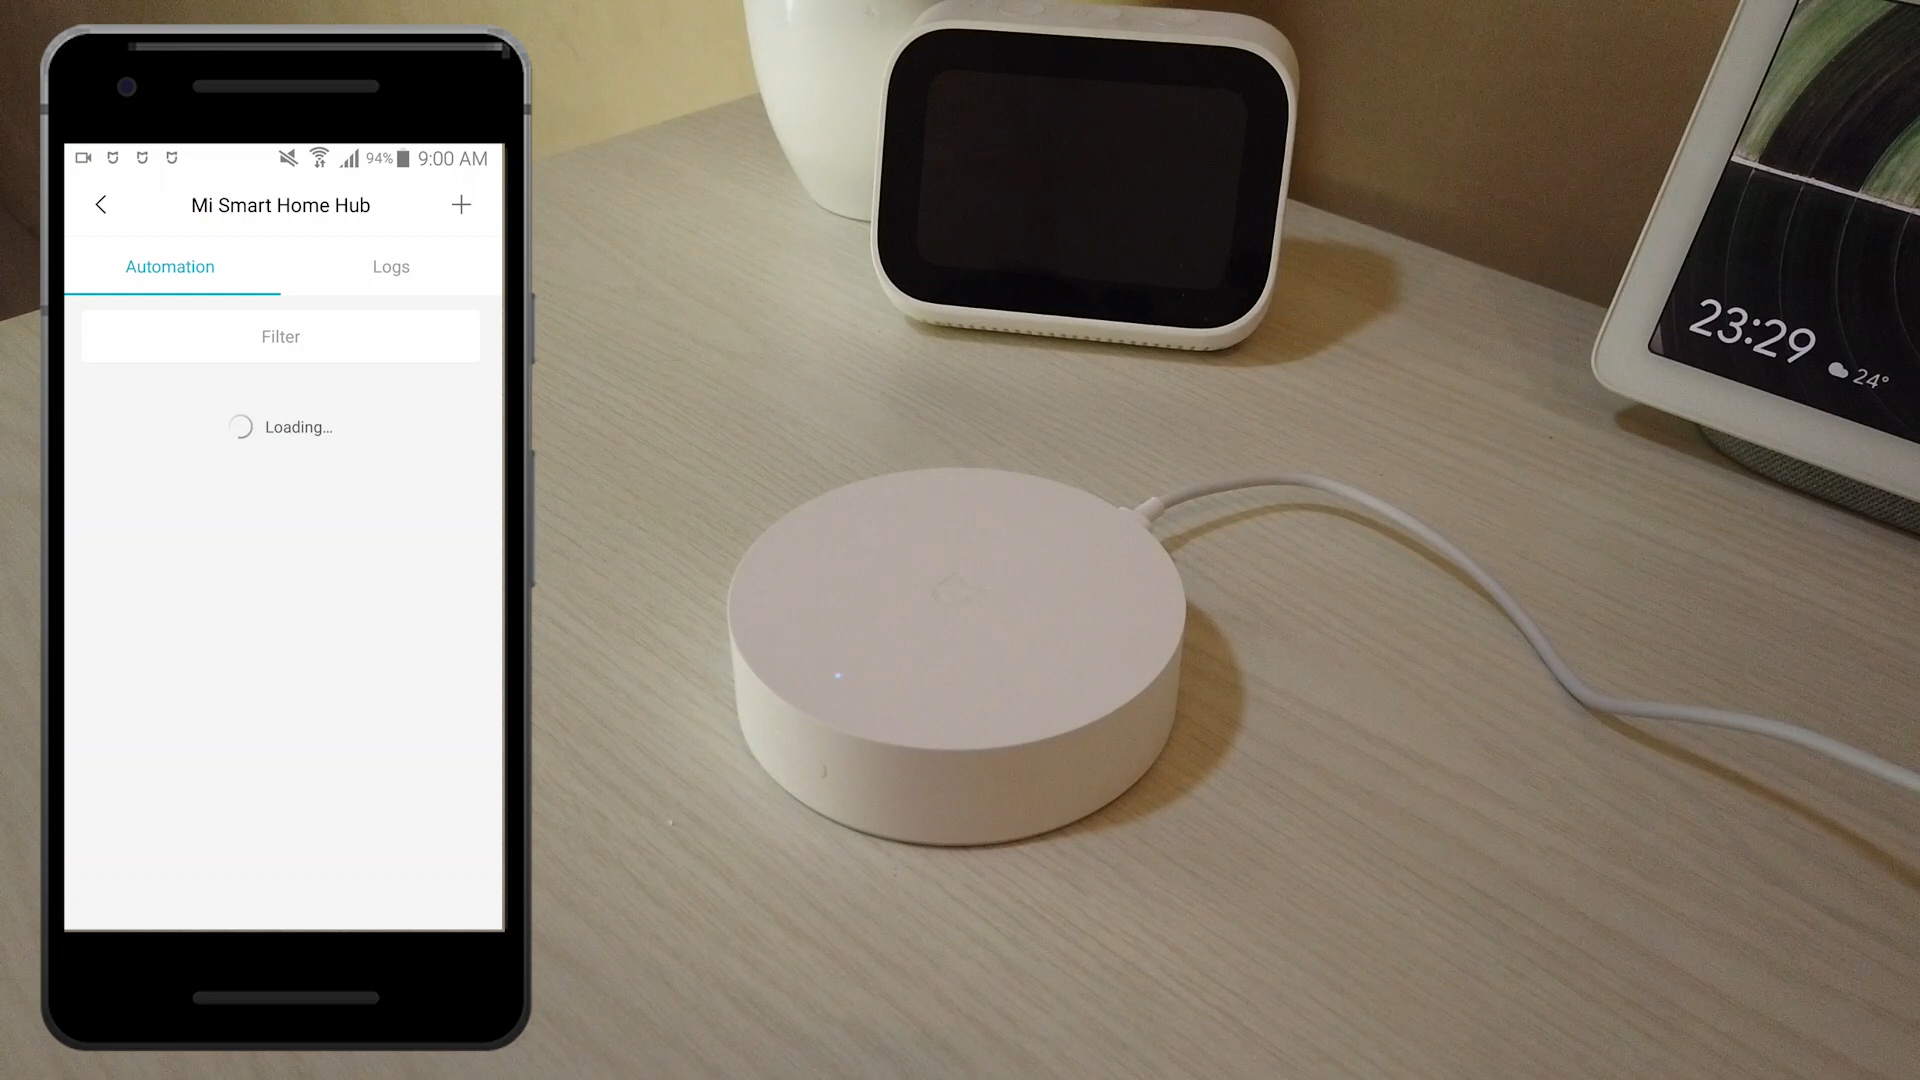 94% 9:00 AM
Mi Smart Home Hub
Automation Logs
Filter
Loading...
23:29
24°